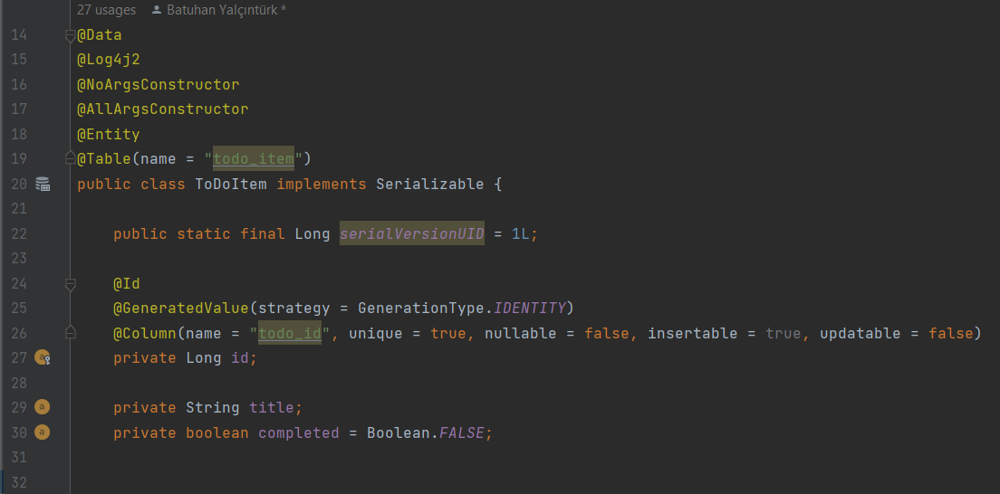 27 usages Batuhan Yalçıntürk *
14 @Data
15 @Log4j2
16 @NoArgsConstructor
17 @AllArgsConstructor
18 @Entity
19 @Table(name = "todo_item")
20 public class ToDoItem implements Serializable {
21
22 public static final Long serialVersionUID = 1L;
23
24 @Id
25 @GeneratedValue(strategy = GenerationType.IDENTITY)
26 @Column(name = "todo_id", unique = true, nullable = false, insertable = true, updatable = false)
27 private Long id;
28
29 private String title;
30 private boolean completed = Boolean.FALSE;
31
32